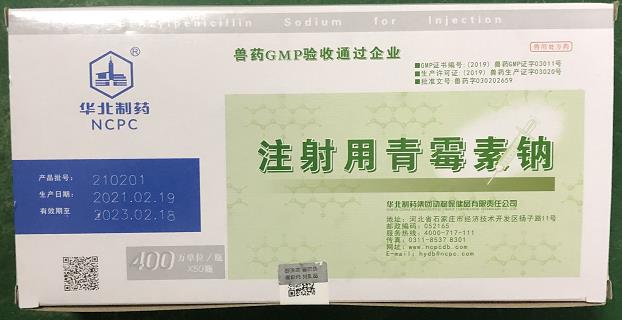 Benzylpenicillin Sodium for Injection
兽药GMP验收通过企业
兽用处方药
■GMP证书编号:(2019) 兽药GMP证字03011号
■生产许可证:(2019) 兽药生产证字03020号
■批准文号:兽药字030202659
®
华北制药
NCPC
注射用青霉素钠
产品批号: 210201
生产日期: 2021.02.19
有效期至 2023.02.18
华北制药集团动物保健品有限责任公司
地址:河北省石家庄市经济技术开发区扬子路11号
邮政编码:052165
服务热线:4000-717-111
传真:0311-8537 8301
网址:www.ncpcdb.com
E-mail:hydb@ncpc.com
400万单位/瓶
X50瓶